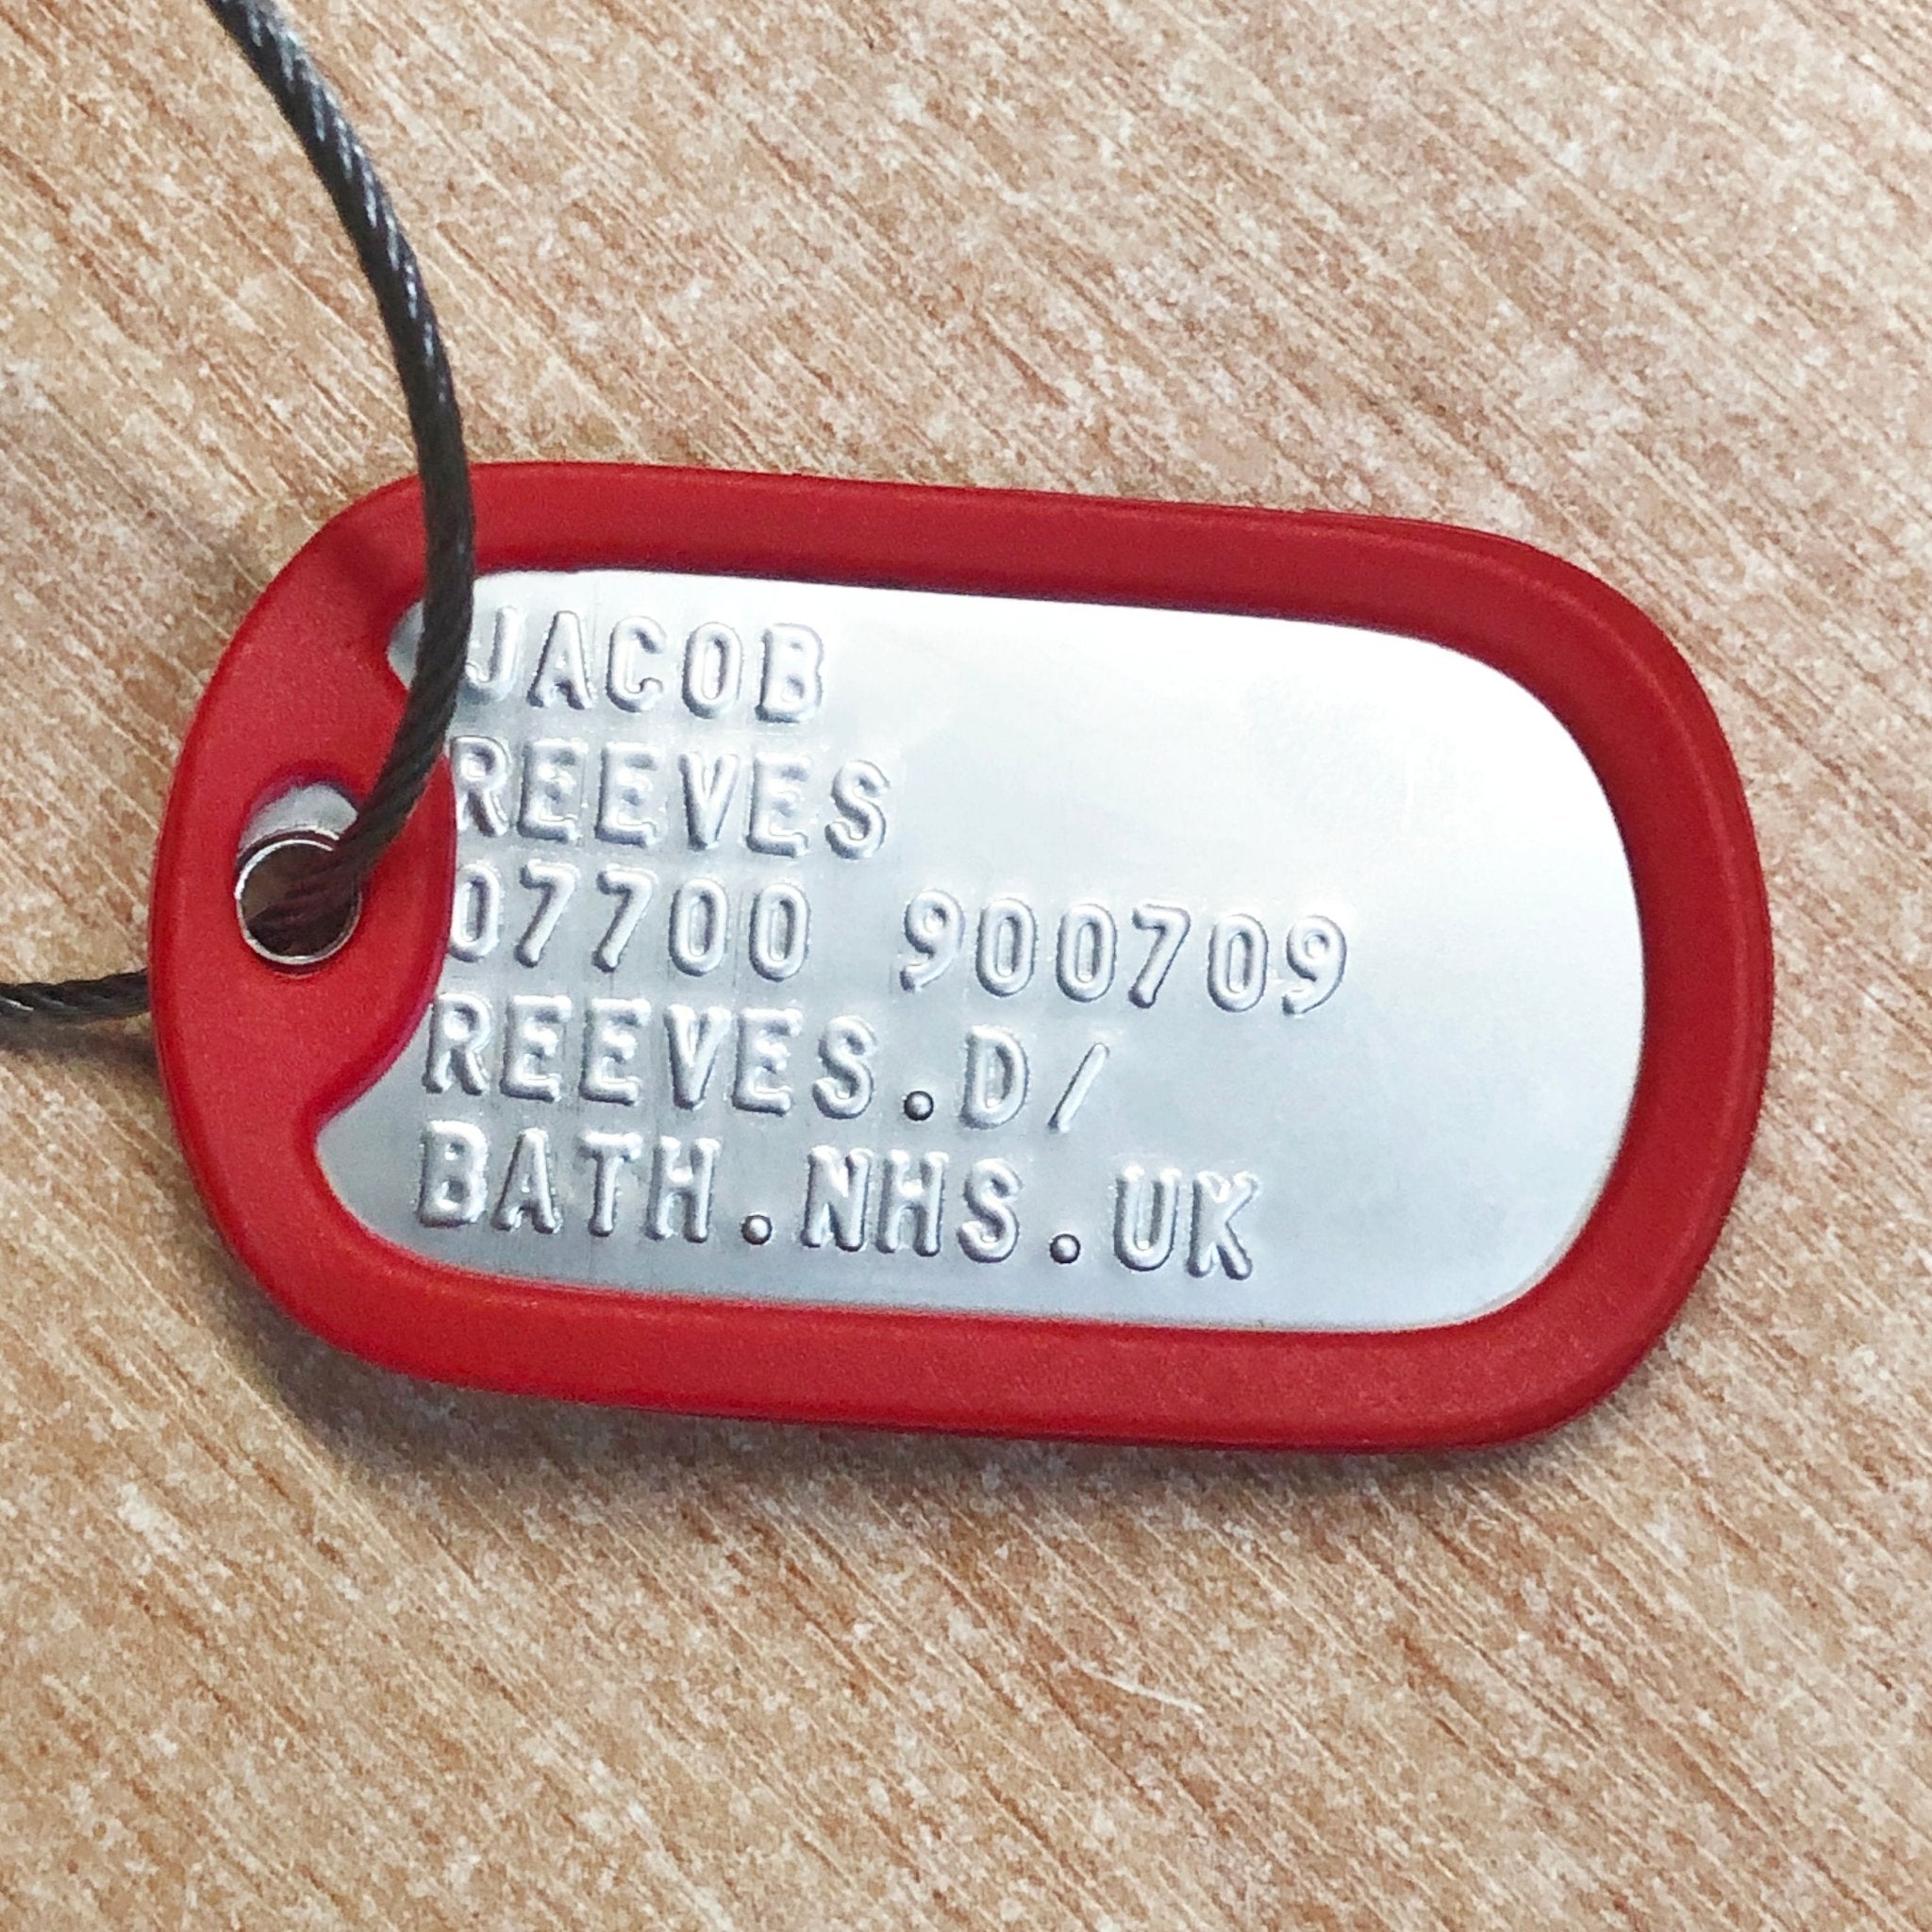 JACOB
REEVES
07700 900709
REEVES.D/
BATH.NHS.UK